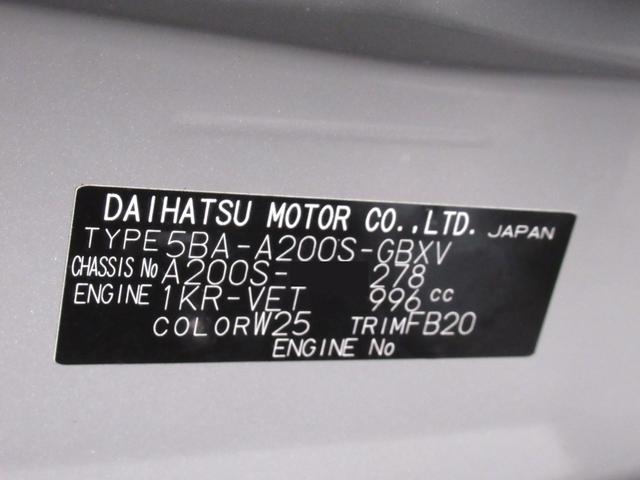 DAIHATSU MOTOR CO.,LTD. JAPAN
TYPE 5BA-A200S-GBXV
CHASSIS No A200S- 278
ENGINE 1KR-VET 996 cc
COLOR W25 TRIM FB20
ENGINE No